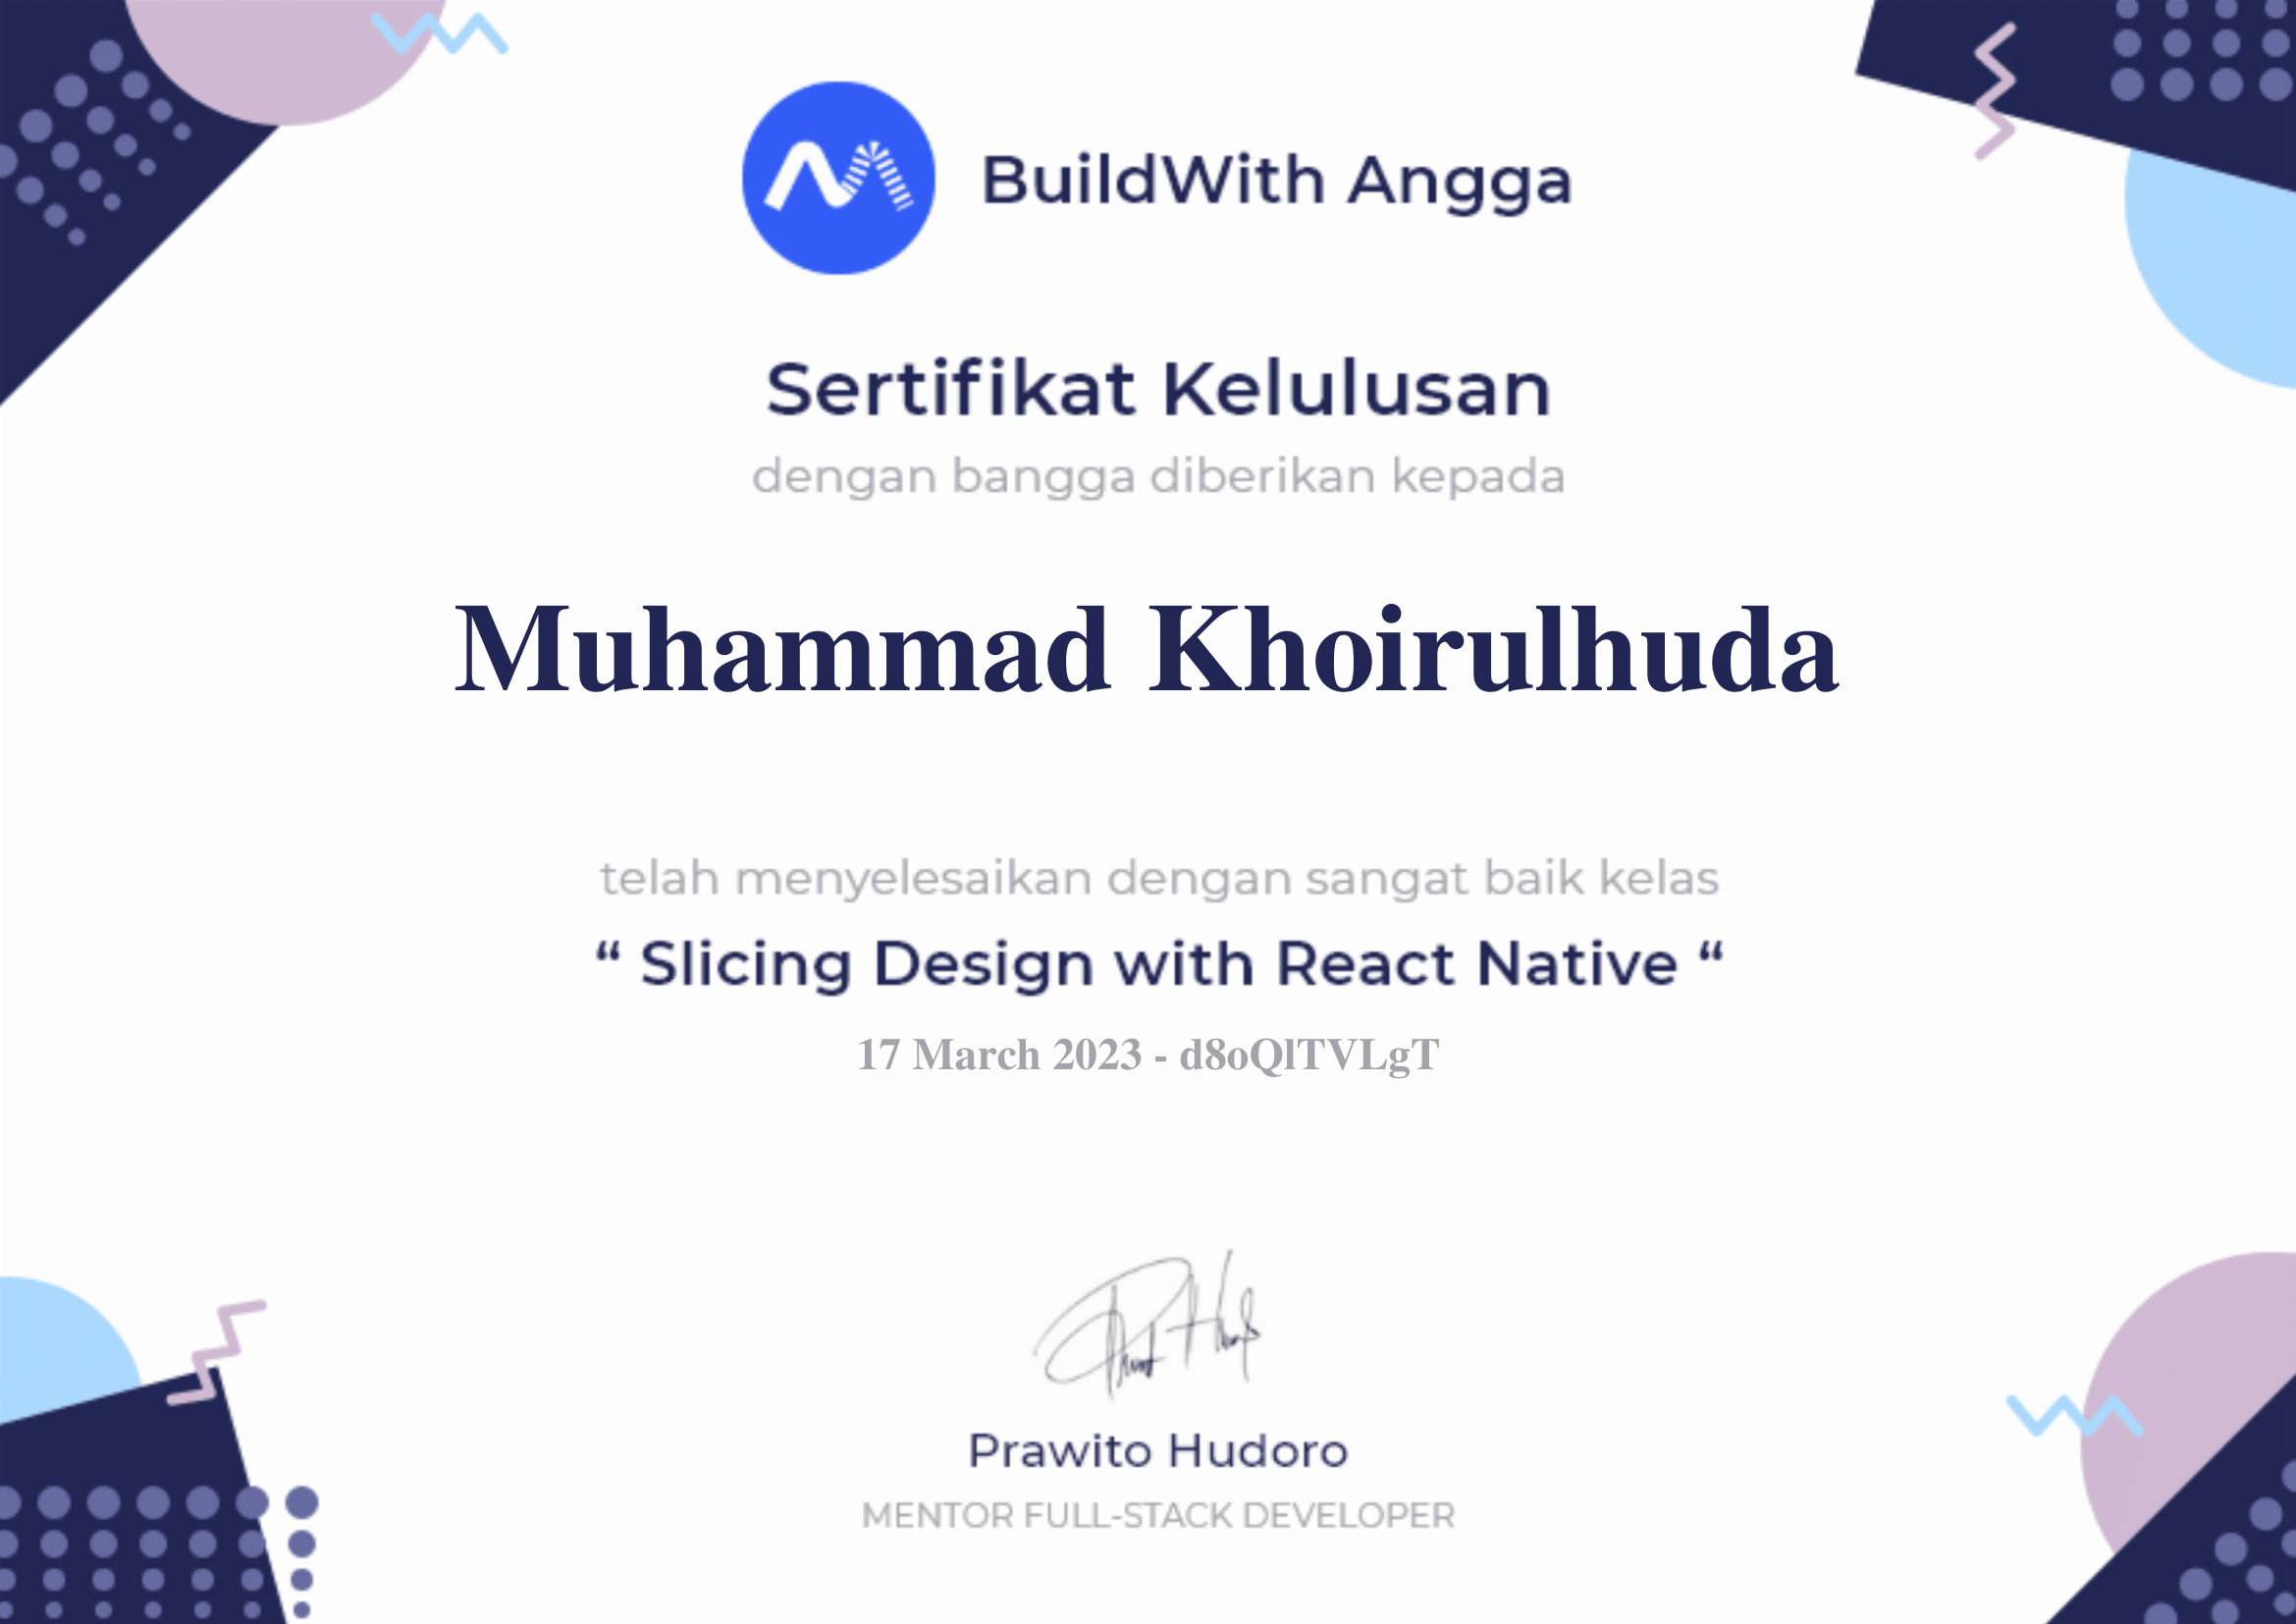 BuildWith Angga
Sertifikat Kelulusan
dengan bangga diberikan kepada
Muhammad Khoirulhuda
telah menyelesaikan dengan sangat baik kelas
“ Slicing Design with React Native “
17 March 2023 - d8oQlTVLgT
Prawito Hudoro
MENTOR FULL-STACK DEVELOPER